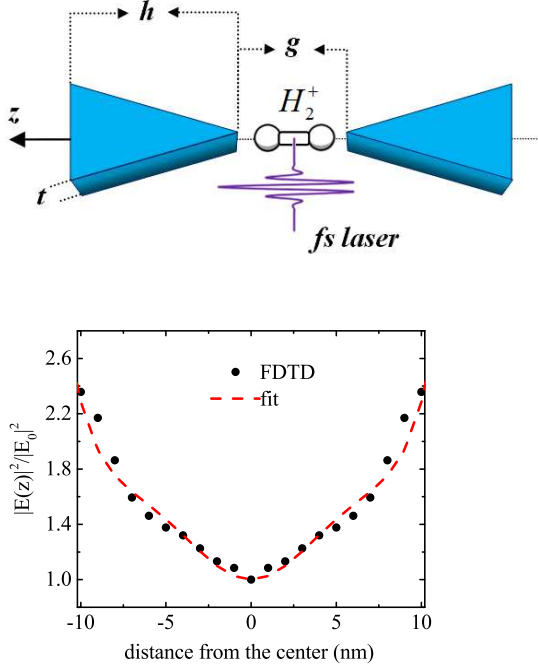 h
g
H₂⁺
z
t
fs laser
2.6
2.2
1.8
1.4
1.0
|E(z)|²/|E₀|²
FDTD
fit
-10 -5 0 5 10
distance from the center (nm)